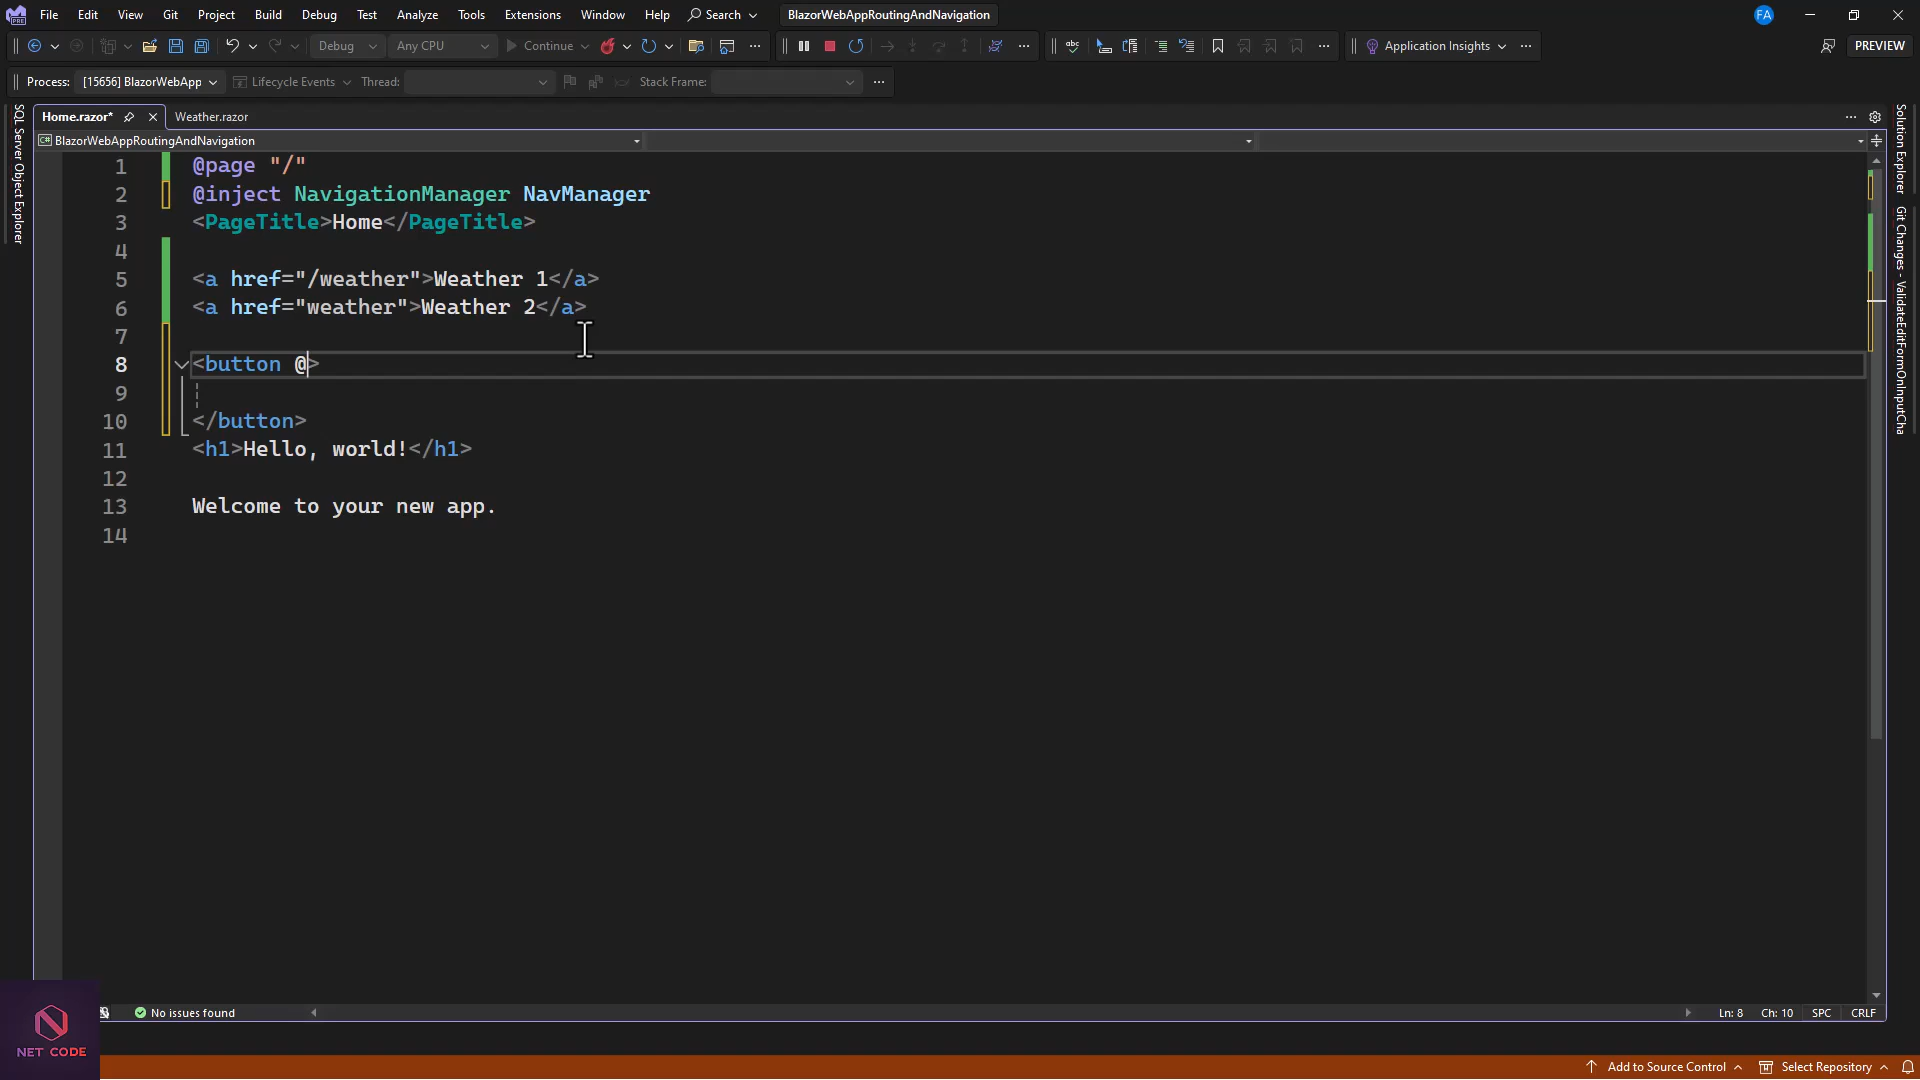 File Edit View Git Project Build Debug Test Analyze Tools Extensions Window Help Search BlazorWebAppRoutingAndNavigation FA
Debug Any CPU Continue Application Insights PREVIEW
Process: [15656] BlazorWebApp Lifecycle Events Thread: Stack Frame:
Home.razor* Weather.razor
BlazorWebAppRoutingAndNavigation
SQL Server Object Explorer
Solution Explorer
Git Changes - ValidateEditFormOnInputCha
1 @page "/"
2 @inject NavigationManager NavManager
3 <PageTitle>Home</PageTitle>
4
5 <a href="/weather">Weather 1</a>
6 <a href="weather">Weather 2</a>
7
8 <button @>
9
10 </button>
11 <h1>Hello, world!</h1>
12
13 Welcome to your new app.
14
No issues found Ln: 8 Ch: 10 SPC CRLF
NET CODE
Add to Source Control Select Repository